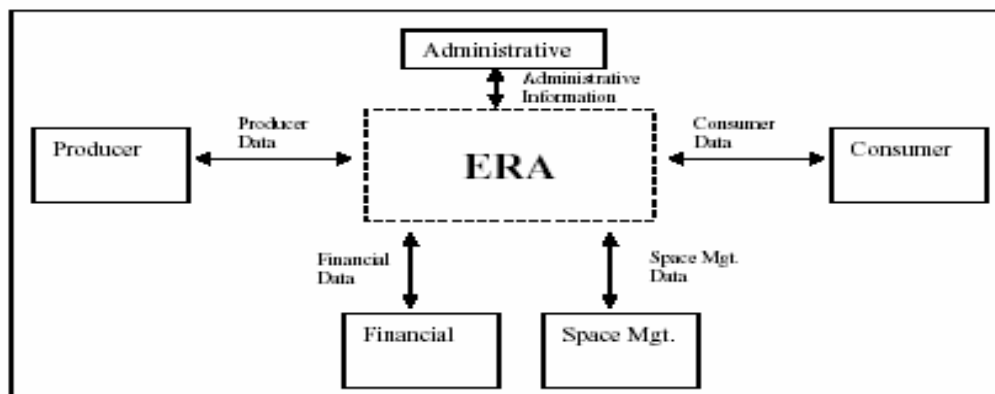 Administrative
Administrative
Information
Producer
Producer
Data
ERA
Consumer
Data
Consumer
Financial
Data
Space Mgt.
Data
Financial
Space Mgt.